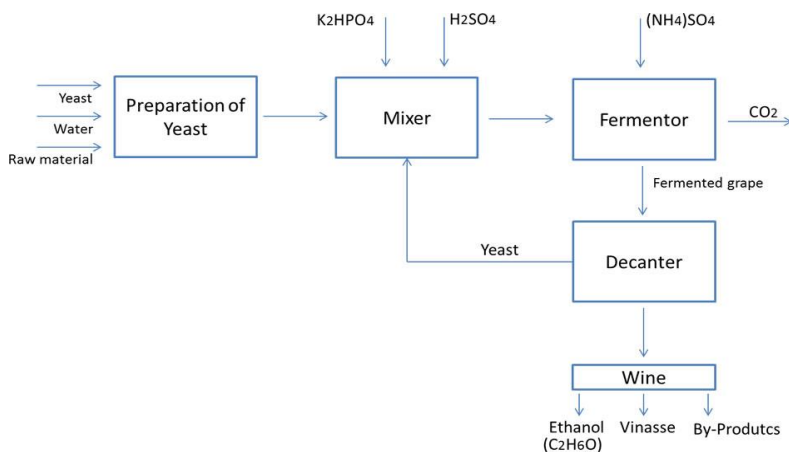 K2HPO4
H2SO4
(NH4)SO4
Yeast
Water
Raw material
Preparation of
Yeast
Mixer
Fermentor
CO2
Fermented grape
Yeast
Decanter
Wine
Ethanol
(C2H6O)
Vinasse
By-Produtcs